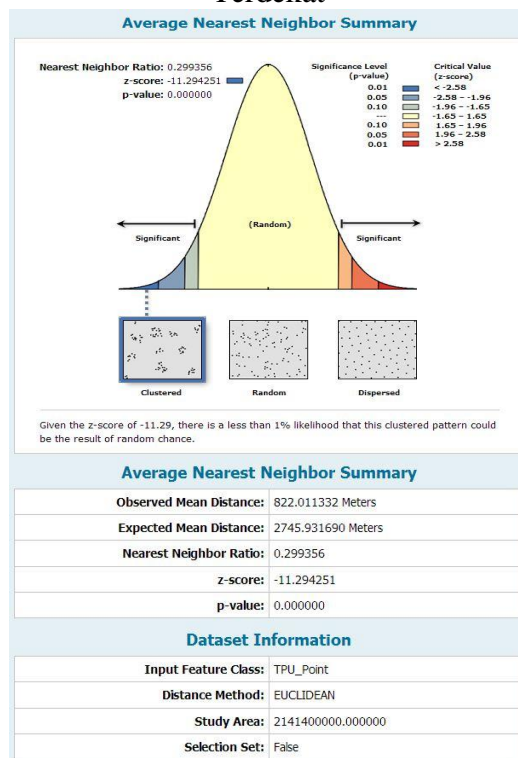 Terdekat
Average Nearest Neighbor Summary
Nearest Neighbor Ratio: 0.299356
z-score: -11.294251
p-value: 0.000000
Significance Level (p-value) Critical Value (z-score)
0.01 < -2.58
0.05 -2.58 - -1.96
0.10 -1.96 - -1.65
--- -1.65 - 1.65
0.10 1.65 - 1.96
0.05 1.96 - 2.58
0.01 > 2.58
Significant (Random) Significant
Clustered Random Dispersed
Given the z-score of -11.29, there is a less than 1% likelihood that this clustered pattern could
be the result of random chance.
Average Nearest Neighbor Summary
Observed Mean Distance: 822.011332 Meters
Expected Mean Distance: 2745.931690 Meters
Nearest Neighbor Ratio: 0.299356
z-score: -11.294251
p-value: 0.000000
Dataset Information
Input Feature Class: TPU_Point
Distance Method: EUCLIDEAN
Study Area: 2141400000.000000
Selection Set: False